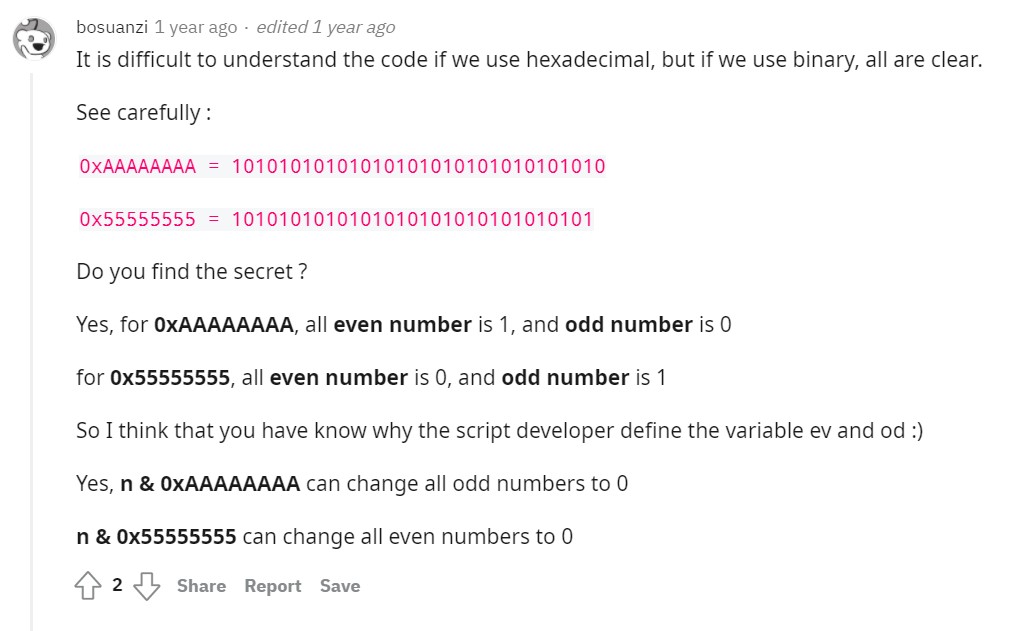 bosuanzi 1 year ago · edited 1 year ago
It is difficult to understand the code if we use hexadecimal, but if we use binary, all are clear.
See carefully :
0xAAAAAAAA = 10101010101010101010101010101010
0x55555555 = 1010101010101010101010101010101
Do you find the secret ?
Yes, for 0xAAAAAAAA, all even number is 1, and odd number is 0
for 0x55555555, all even number is 0, and odd number is 1
So I think that you have know why the script developer define the variable ev and od :)
Yes, n & 0xAAAAAAAA can change all odd numbers to 0
n & 0x55555555 can change all even numbers to 0
2 Share Report Save